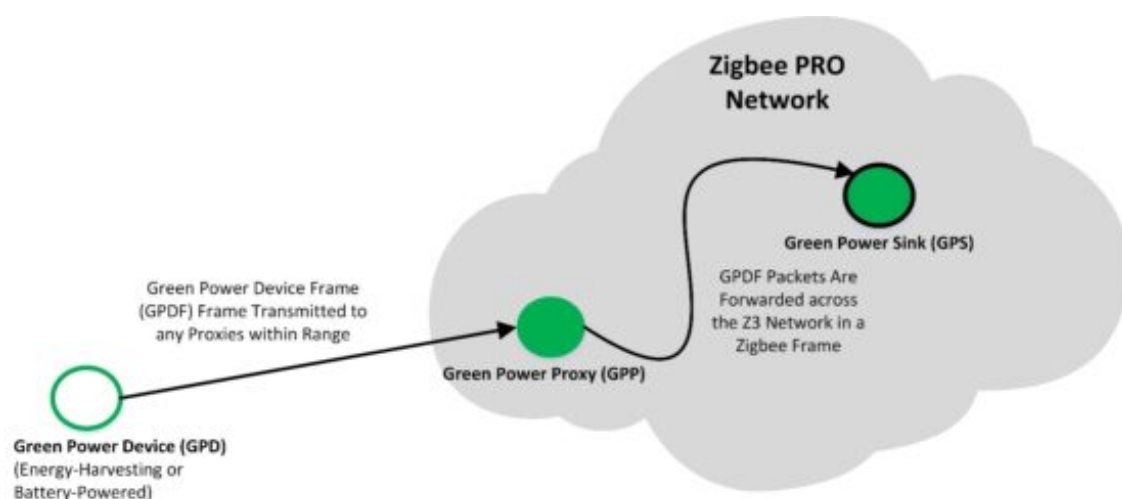 Zigbee PRO
Network
Green Power Sink (GPS)
GPDF Packets Are
Forwarded across
the Z3 Network in a
Zigbee Frame
Green Power Device Frame
(GPDF) Frame Transmitted to
any Proxies within Range
Green Power Proxy (GPP)
Green Power Device (GPD)
(Energy-Harvesting or
Battery-Powered)